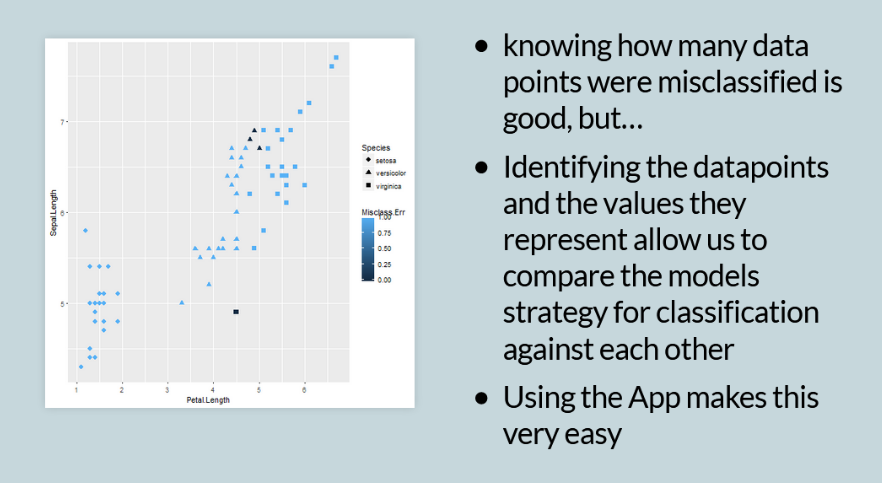 knowing how many data
points were misclassified is
good, but...
Identifying the datapoints
and the values they
represent allow us to
compare the models
strategy for classification
against each other
Using the App makes this
very easy
Sepal.Length
7
6
5
1 2 3 4 5 6
Petal.Length
Species
setosa
versicolor
virginica
Misclass.Err
1.00
0.75
0.50
0.25
0.00